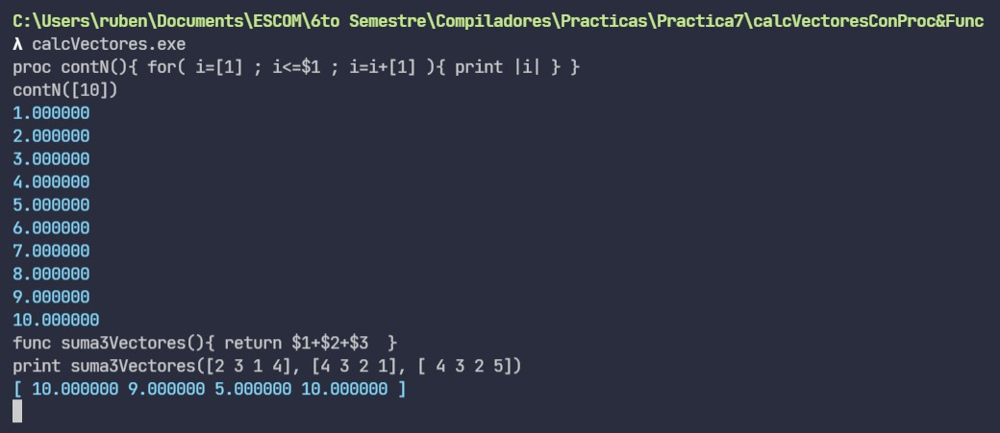 C:\Users\ruben\Documents\ESCOM\6to Semestre\Compiladores\Practicas\Practica7\calcVectoresConProc&Func
λ calcVectores.exe
proc contN(){ for( i=[1] ; i<=$1 ; i=i+[1] ){ print |i| } }
contN([10])
1.000000
2.000000
3.000000
4.000000
5.000000
6.000000
7.000000
8.000000
9.000000
10.000000
func suma3Vectores(){ return $1+$2+$3  }
print suma3Vectores([2 3 1 4], [4 3 2 1], [ 4 3 2 5])
[ 10.000000 9.000000 5.000000 10.000000 ]